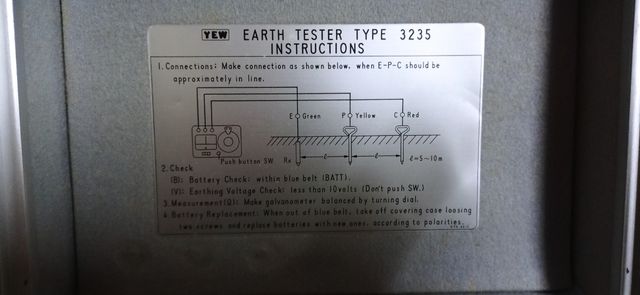 YEW EARTH TESTER TYPE 3235
INSTRUCTIONS
1. Connections: Make connection as shown below, when E-P-C should be
approximately in line.
E Green P Yellow C Red
Push button SW. Rx l l l=5~10m
2. Check
(B): Battery Check: within blue belt (BATT).
(V): Earthing Voltage Check: less than 10volts (Don't push SW.)
3. Measurement(Ω): Make galvanometer balanced by turning dial.
4. Battery Replacement: When out of blue belt, take off covering case loosing
two screws and replace batteries with new ones, according to polarities.